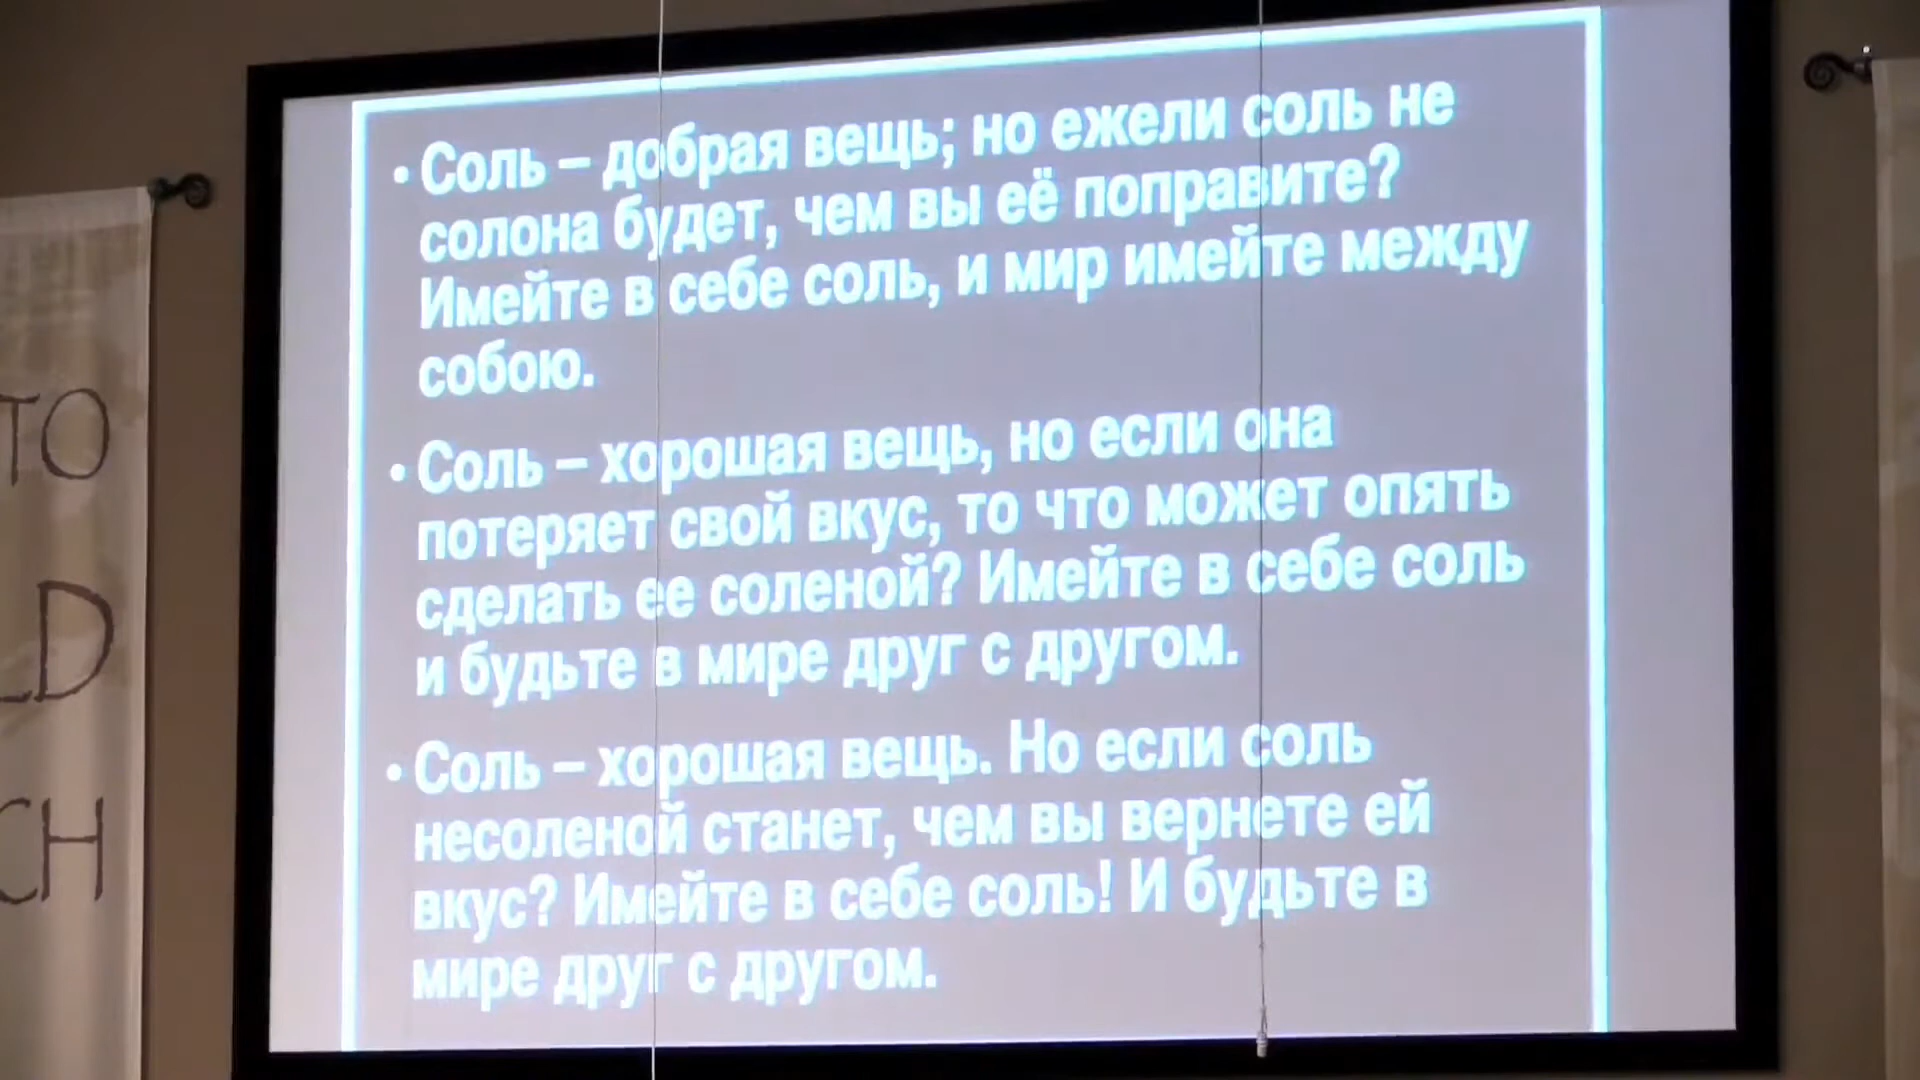 • Соль – добрая вещь; но ежели соль не
солона будет, чем вы её поправите?
Имейте в себе соль, и мир имейте между
собою.
• Соль – хорошая вещь, но если она
потеряет свой вкус, то что может опять
сделать ее соленой? Имейте в себе соль
и будьте в мире друг с другом.
• Соль – хорошая вещь. Но если соль
несоленой станет, чем вы вернете ей
вкус? Имейте в себе соль! И будьте в
мире друг с другом.
TO
LD
CH